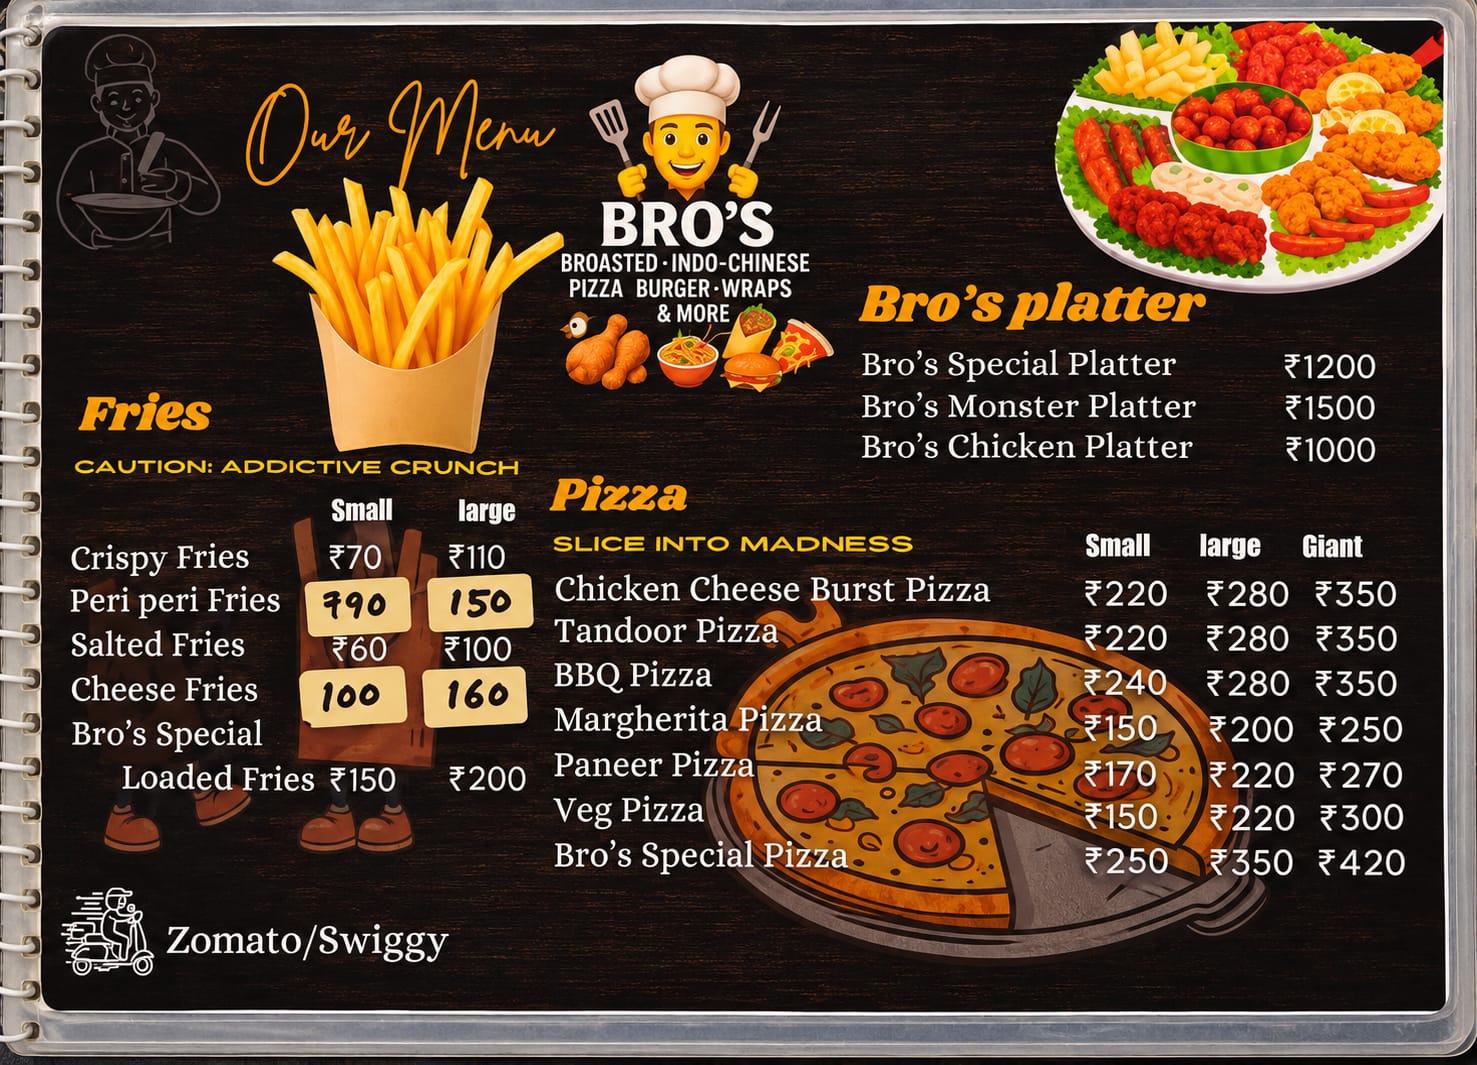 Our Menu
BRO'S
BROASTED · INDO-CHINESE
PIZZA BURGER · WRAPS
& MORE
Bro's platter
Bro's Special Platter ₹1200
Bro's Monster Platter ₹1500
Bro's Chicken Platter ₹1000
Fries
CAUTION: ADDICTIVE CRUNCH
Small large
Crispy Fries ₹70 ₹110
Peri peri Fries ₹90 150
Salted Fries ₹60 ₹100
Cheese Fries 100 160
Bro's Special
Loaded Fries ₹150 ₹200
Pizza
SLICE INTO MADNESS
Small large Giant
Chicken Cheese Burst Pizza ₹220 ₹280 ₹350
Tandoor Pizza ₹220 ₹280 ₹350
BBQ Pizza ₹240 ₹280 ₹350
Margherita Pizza ₹150 ₹200 ₹250
Paneer Pizza ₹170 ₹220 ₹270
Veg Pizza ₹150 ₹220 ₹300
Bro's Special Pizza ₹250 ₹350 ₹420
Zomato/Swiggy